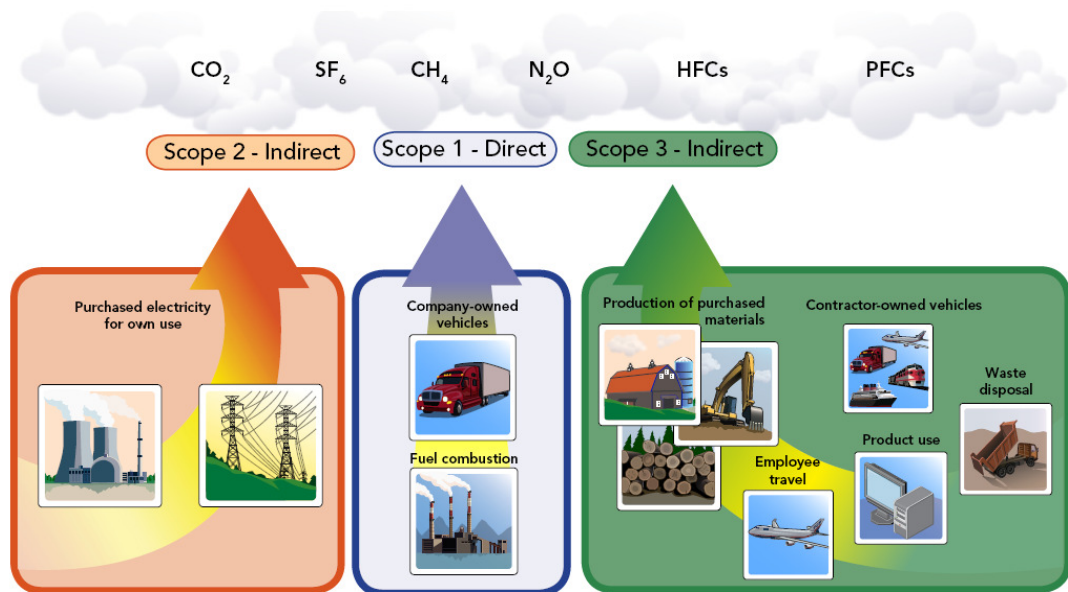 CO₂ SF₆ CH₄ N₂O HFCs PFCs
Scope 2 - Indirect
Scope 1 - Direct
Scope 3 - Indirect
Purchased electricity
for own use
Company-owned
vehicles
Fuel combustion
Production of purchased
materials
Contractor-owned vehicles
Waste
disposal
Product use
Employee
travel